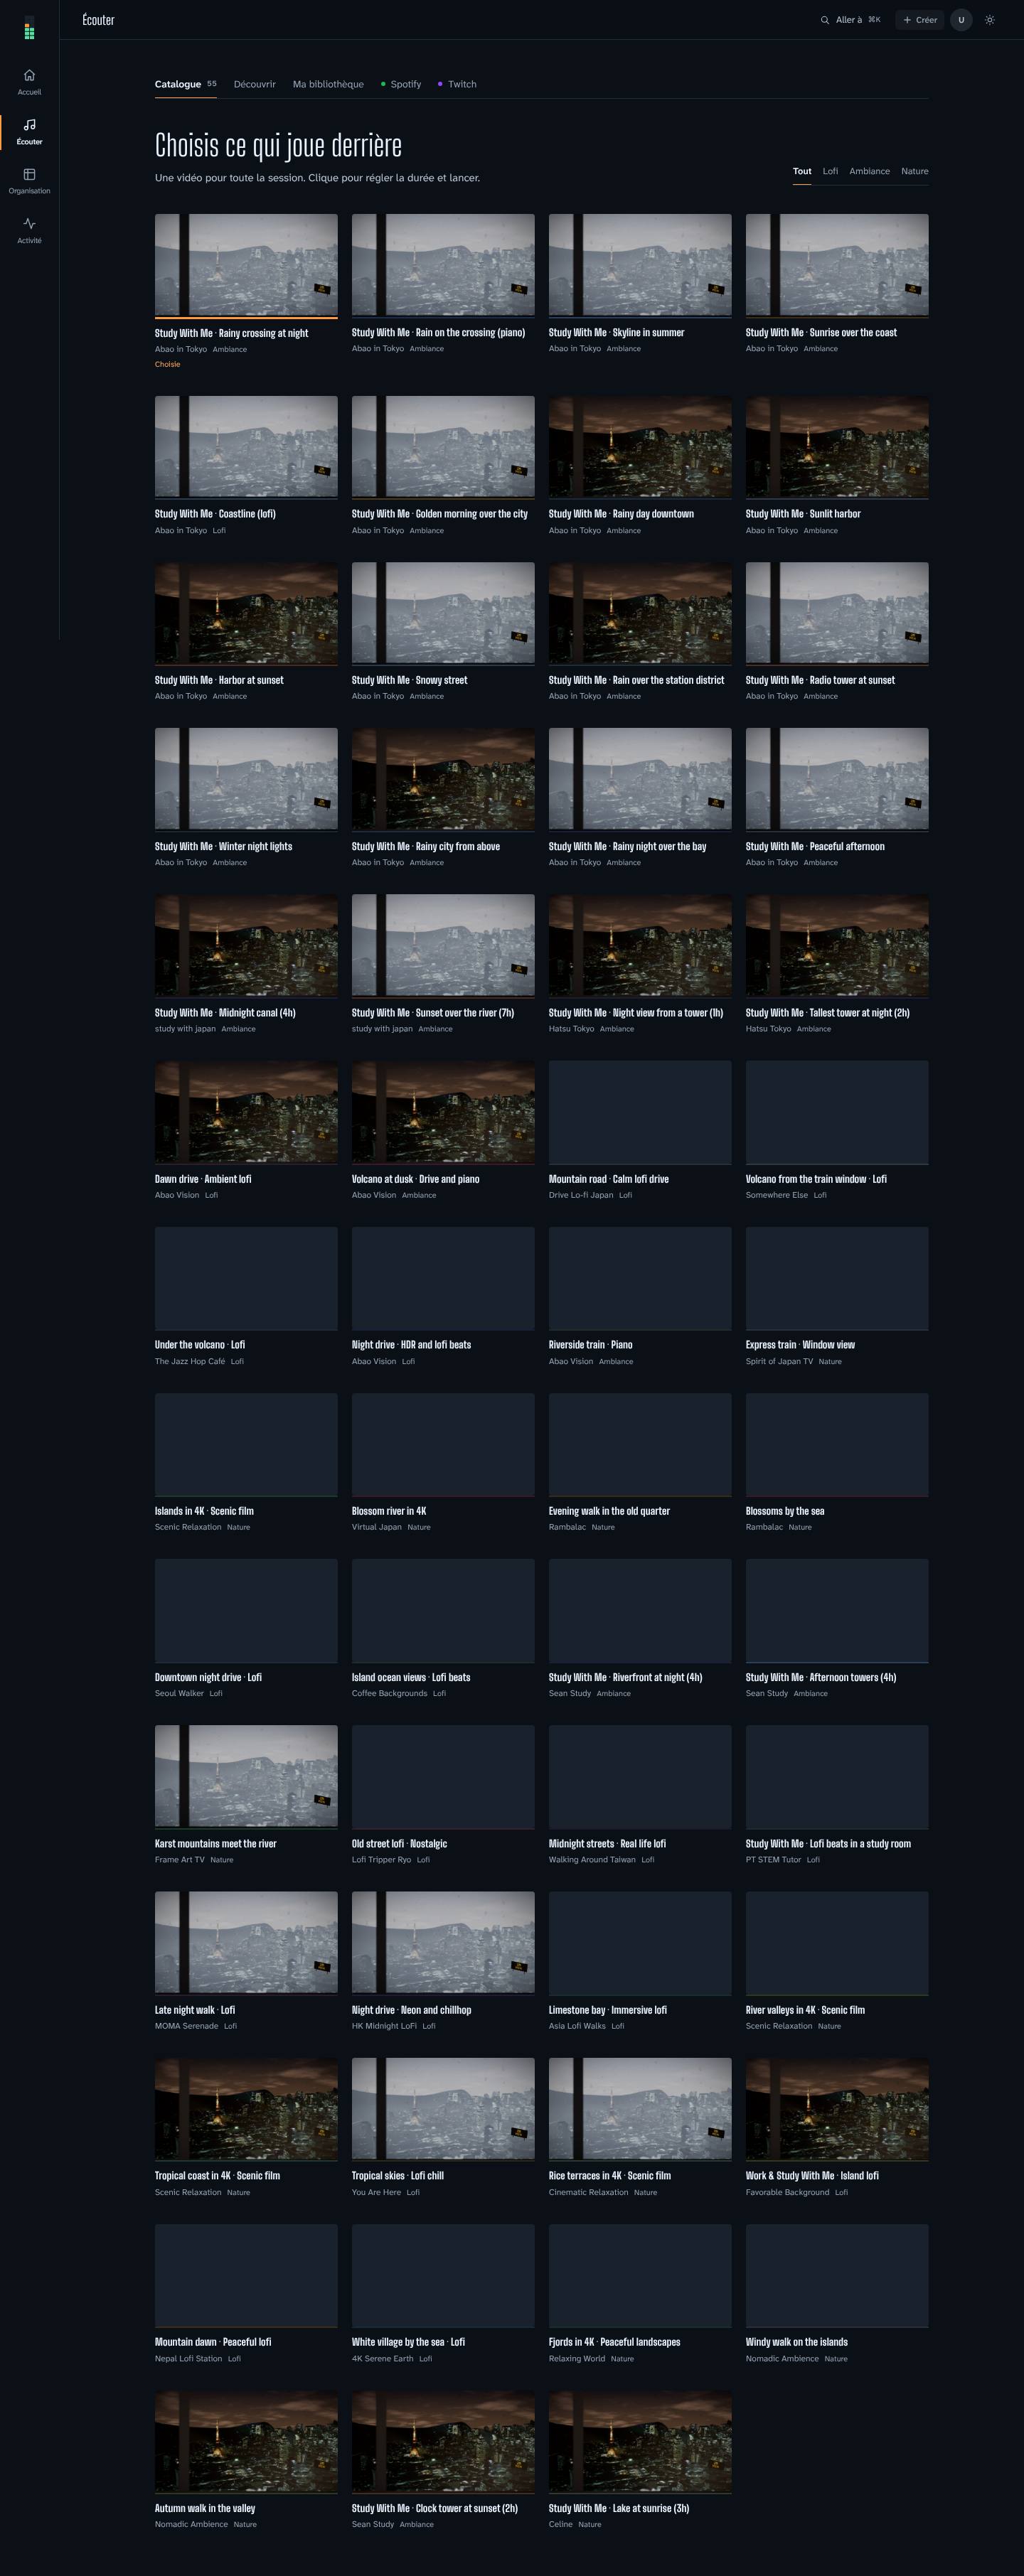 Écouter
Aller à ⌘K
Créer
U
Accueil
Écouter
Organisation
Activité
Catalogue 55 Découvrir Ma bibliothèque Spotify Twitch
Choisis ce qui joue derrière
Une vidéo pour toute la session. Clique pour régler la durée et lancer.
Tout Lofi Ambiance Nature
Study With Me · Rainy crossing at night
Abao in Tokyo Ambiance
Choisie
Study With Me · Rain on the crossing (piano)
Abao in Tokyo Ambiance
Study With Me · Skyline in summer
Abao in Tokyo Ambiance
Study With Me · Sunrise over the coast
Abao in Tokyo Ambiance
Study With Me · Coastline (lofi)
Abao in Tokyo Lofi
Study With Me · Golden morning over the city
Abao in Tokyo Ambiance
Study With Me · Rainy day downtown
Abao in Tokyo Ambiance
Study With Me · Sunlit harbor
Abao in Tokyo Ambiance
Study With Me · Harbor at sunset
Abao in Tokyo Ambiance
Study With Me · Snowy street
Abao in Tokyo Ambiance
Study With Me · Rain over the station district
Abao in Tokyo Ambiance
Study With Me · Radio tower at sunset
Abao in Tokyo Ambiance
Study With Me · Winter night lights
Abao in Tokyo Ambiance
Study With Me · Rainy city from above
Abao in Tokyo Ambiance
Study With Me · Rainy night over the bay
Abao in Tokyo Ambiance
Study With Me · Peaceful afternoon
Abao in Tokyo Ambiance
Study With Me · Midnight canal (4h)
study with japan Ambiance
Study With Me · Sunset over the river (7h)
study with japan Ambiance
Study With Me · Night view from a tower (1h)
Hatsu Tokyo Ambiance
Study With Me · Tallest tower at night (2h)
Hatsu Tokyo Ambiance
Dawn drive · Ambient lofi
Abao Vision Lofi
Volcano at dusk · Drive and piano
Abao Vision Ambiance
Mountain road · Calm lofi drive
Drive Lo-fi Japan Lofi
Volcano from the train window · Lofi
Somewhere Else Lofi
Under the volcano · Lofi
The Jazz Hop Café Lofi
Night drive · HDR and lofi beats
Abao Vision Lofi
Riverside train · Piano
Abao Vision Ambiance
Express train · Window view
Spirit of Japan TV Nature
Islands in 4K · Scenic film
Scenic Relaxation Nature
Blossom river in 4K
Virtual Japan Nature
Evening walk in the old quarter
Rambalac Nature
Blossoms by the sea
Rambalac Nature
Downtown night drive · Lofi
Seoul Walker Lofi
Island ocean views · Lofi beats
Coffee Backgrounds Lofi
Study With Me · Riverfront at night (4h)
Sean Study Ambiance
Study With Me · Afternoon towers (4h)
Sean Study Ambiance
Karst mountains meet the river
Frame Art TV Nature
Old street lofi · Nostalgic
Lofi Tripper Ryo Lofi
Midnight streets · Real life lofi
Walking Around Taiwan Lofi
Study With Me · Lofi beats in a study room
PT STEM Tutor Lofi
Late night walk · Lofi
MOMA Serenade Lofi
Night drive · Neon and chillhop
HK Midnight LoFi Lofi
Limestone bay · Immersive lofi
Asia Lofi Walks Lofi
River valleys in 4K · Scenic film
Scenic Relaxation Nature
Tropical coast in 4K · Scenic film
Scenic Relaxation Nature
Tropical skies · Lofi chill
You Are Here Lofi
Rice terraces in 4K · Scenic film
Cinematic Relaxation Nature
Work & Study With Me · Island lofi
Favorable Background Lofi
Mountain dawn · Peaceful lofi
Nepal Lofi Station Lofi
White village by the sea · Lofi
4K Serene Earth Lofi
Fjords in 4K · Peaceful landscapes
Relaxing World Nature
Windy walk on the islands
Nomadic Ambience Nature
Autumn walk in the valley
Nomadic Ambience Nature
Study With Me · Clock tower at sunset (2h)
Sean Study Ambiance
Study With Me · Lake at sunrise (3h)
Celine Nature